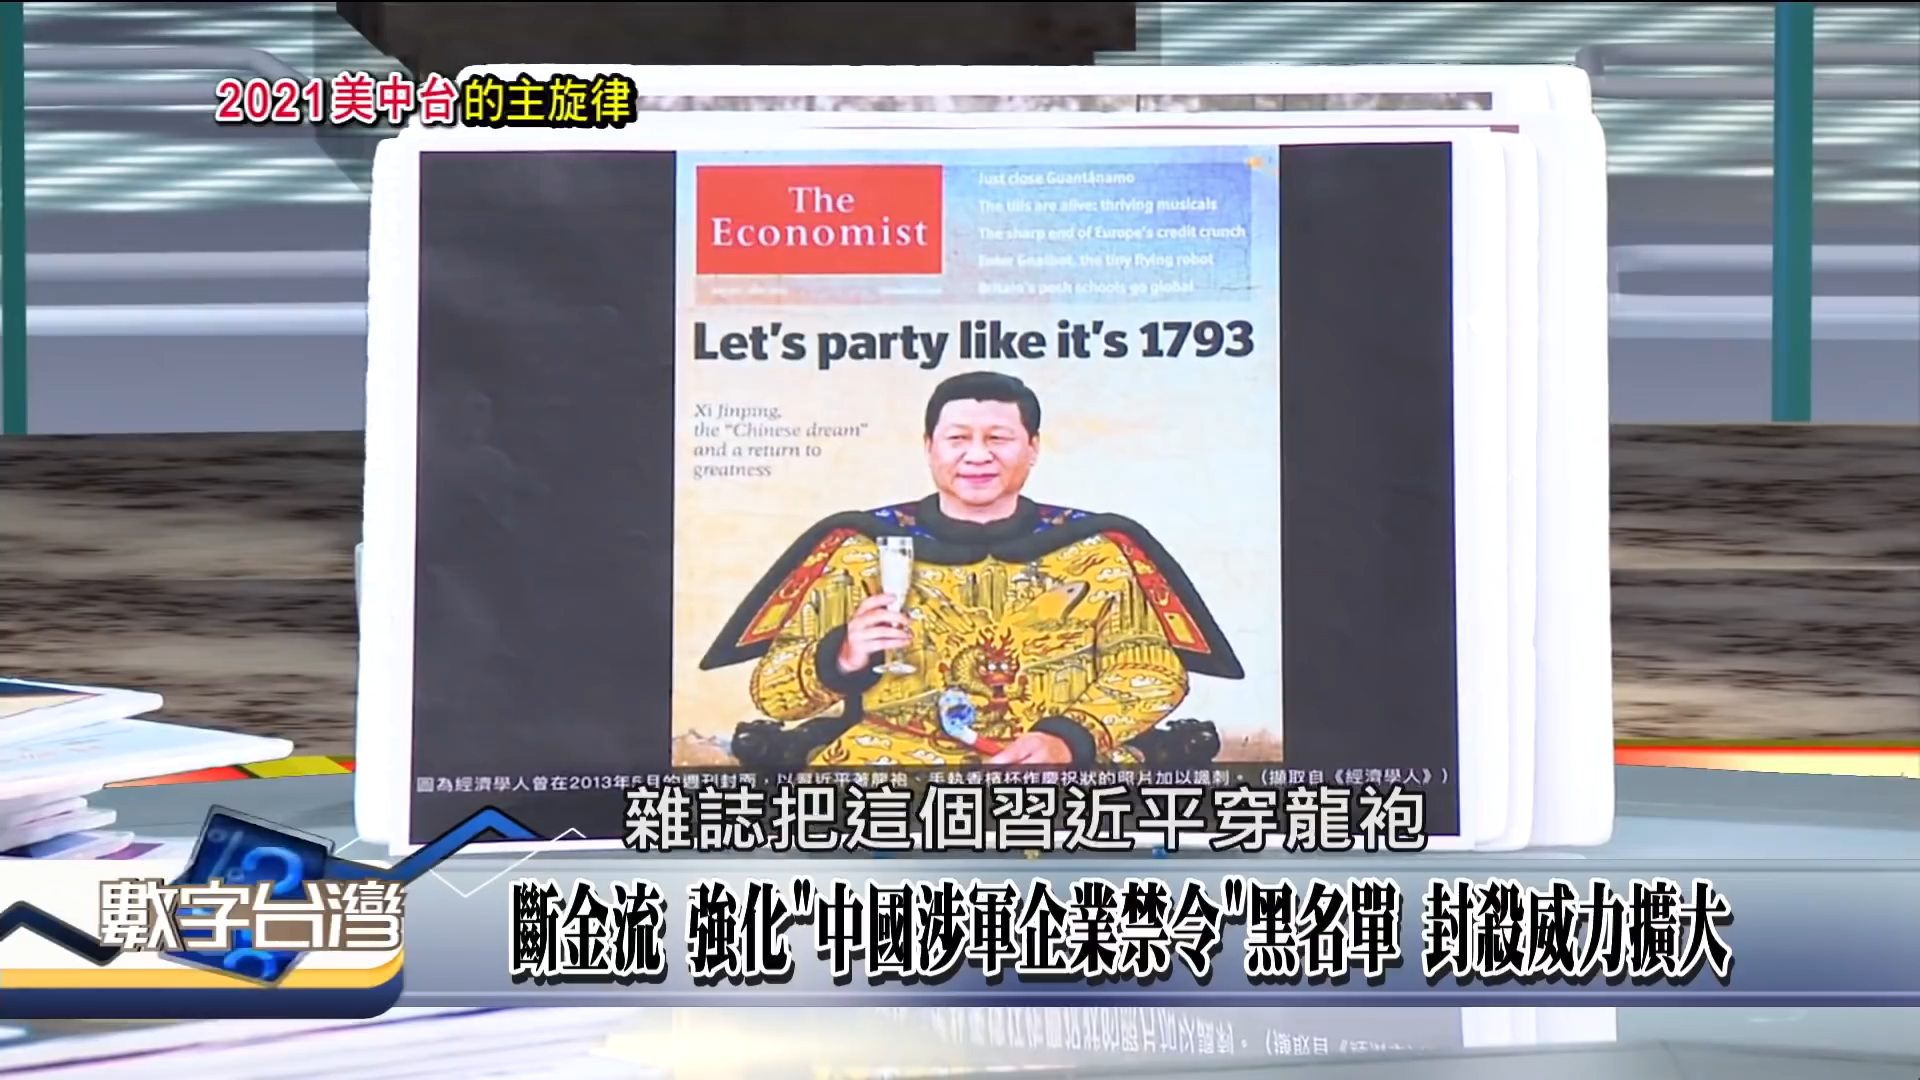 2021美中台的主旋律
The
Economist
Just close Guantánamo
The tills are alive: thriving musicals
The sharp end of Europe's credit crunch
Enter Gnatbot, the tiny flying robot
Britain's posh schools go global
Let's party like it's 1793
Xi Jinping,
the "Chinese dream"
and a return to
greatness
圖為經濟學人曾在2013年5月的週刊封面，以習近平著龍袍、手執香檳杯作慶祝狀的照片加以諷刺。（擷取自《經濟學人》）
雜誌把這個習近平穿龍袍
數字台灣
斷金流 強化"中國涉軍企業禁令"黑名單 封殺威力擴大